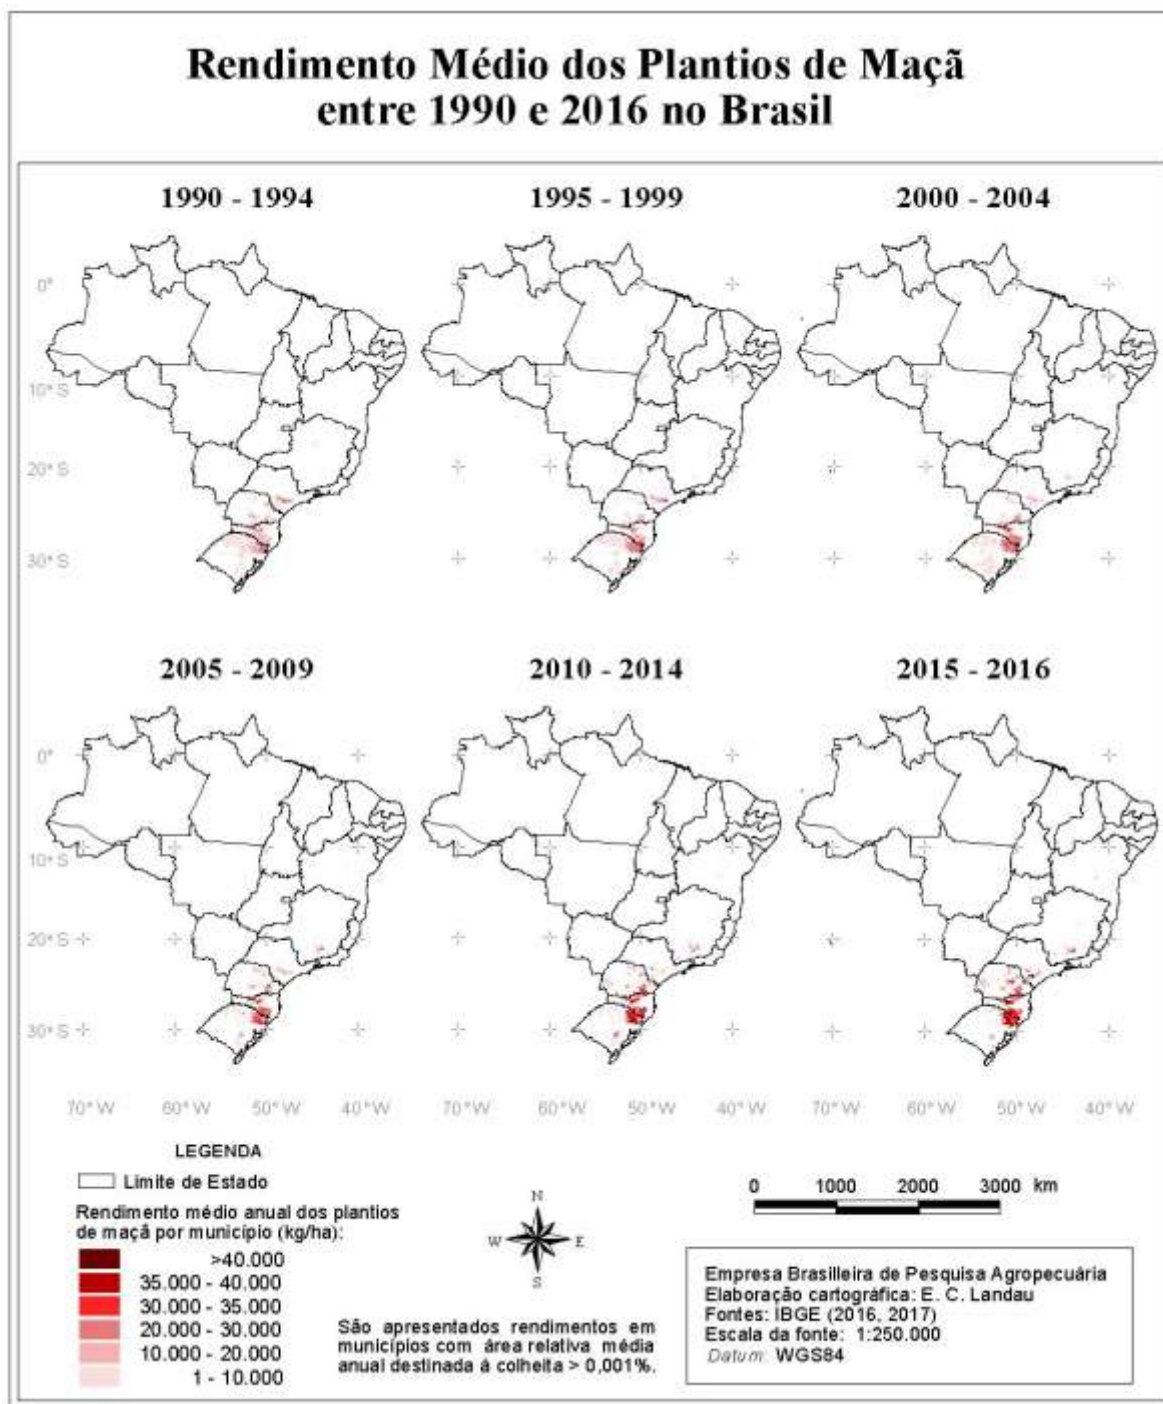 Rendimento Médio dos Plantios de Maçã
entre 1990 e 2016 no Brasil
1990 - 1994
1995 - 1999
2000 - 2004
0°
10° S
20° S
30° S
2005 - 2009
2010 - 2014
2015 - 2016
0°
10° S
20° S
30° S
70° W 60° W 50° W 40° W
70° W 60° W 50° W 40° W
70° W 60° W 50° W 40° W
LEGENDA
Limite de Estado
Rendimento médio anual dos plantios
de maçã por município (kg/ha):
>40.000
35.000 - 40.000
30.000 - 35.000
20.000 - 30.000
10.000 - 20.000
1 - 10.000
N
W E
S
São apresentados rendimentos em
municípios com área relativa média
anual destinada à colheita > 0,001%.
0 1000 2000 3000 km
Empresa Brasilleira de Pesquisa Agropecuária
Elaboração cartográfica: E. C. Landau
Fontes: IBGE (2016, 2017)
Escala da fonte: 1:250.000
Datum: WGS84